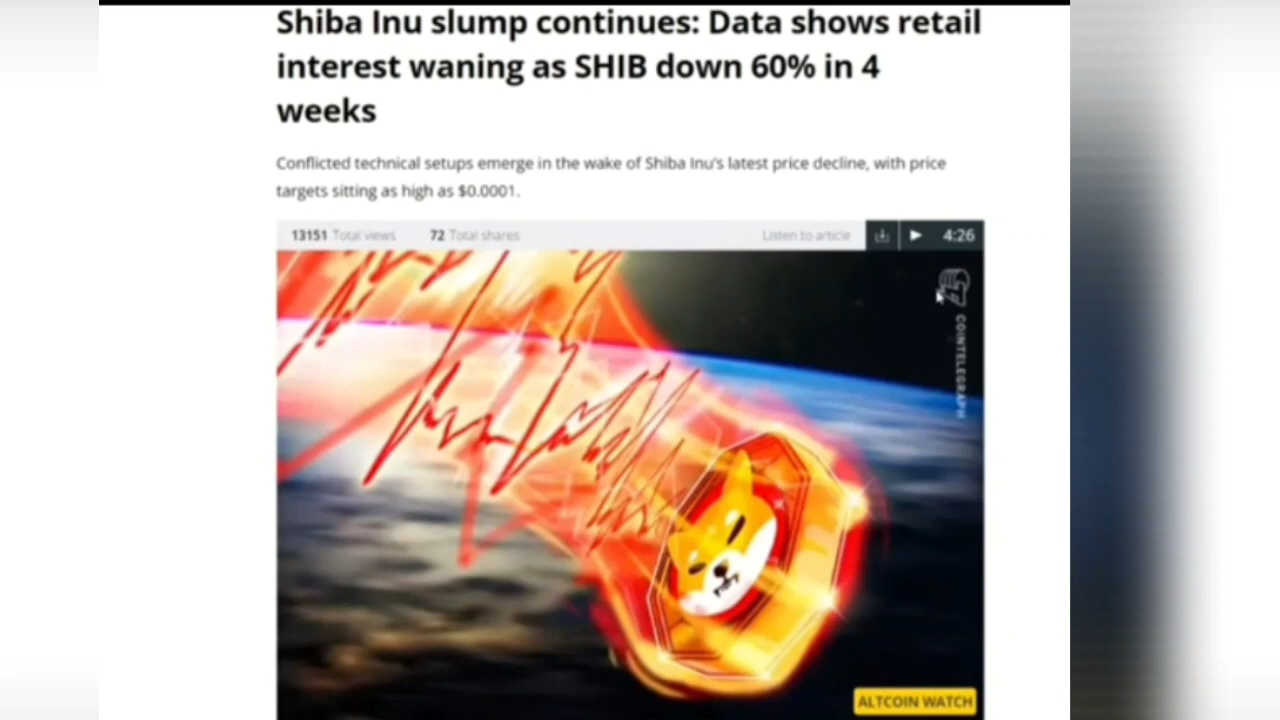 Shiba Inu slump continues: Data shows retail
interest waning as SHIB down 60% in 4
weeks
Conflicted technical setups emerge in the wake of Shiba Inu's latest price decline, with price
targets sitting as high as $0.0001.
13151 Total views 72 Total shares Listen to article 4:26
COINTELEGRAPH
ALTCOIN WATCH